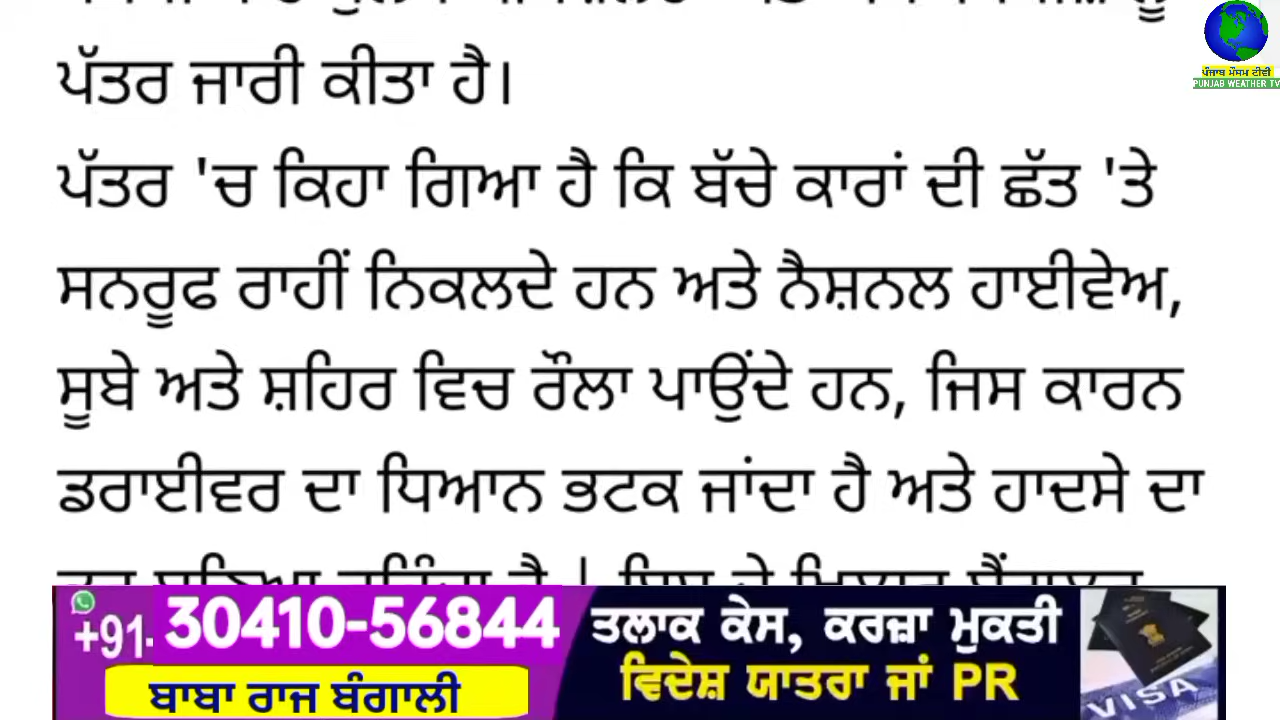 ਪੱਤਰ ਜਾਰੀ ਕੀਤਾ ਹੈ।
ਪੱਤਰ 'ਚ ਕਿਹਾ ਗਿਆ ਹੈ ਕਿ ਬੱਚੇ ਕਾਰਾਂ ਦੀ ਛੱਤ 'ਤੇ
ਸਨਰੂਫ ਰਾਹੀਂ ਨਿਕਲਦੇ ਹਨ ਅਤੇ ਨੈਸ਼ਨਲ ਹਾਈਵੇਅ,
ਸੂਬੇ ਅਤੇ ਸ਼ਹਿਰ ਵਿਚ ਰੌਲਾ ਪਾਉਂਦੇ ਹਨ, ਜਿਸ ਕਾਰਨ
ਡਰਾਈਵਰ ਦਾ ਧਿਆਨ ਭਟਕ ਜਾਂਦਾ ਹੈ ਅਤੇ ਹਾਦਸੇ ਦਾ
ਪੰਜਾਬ ਮੌਸਮ ਟੀਵੀ
PUNJAB WEATHER TV
+91. 30410-56844
ਬਾਬਾ ਰਾਜ ਬੰਗਾਲੀ
ਤਲਾਕ ਕੇਸ, ਕਰਜ਼ਾ ਮੁਕਤੀ
ਵਿਦੇਸ਼ ਯਾਤਰਾ ਜਾਂ PR
VISA